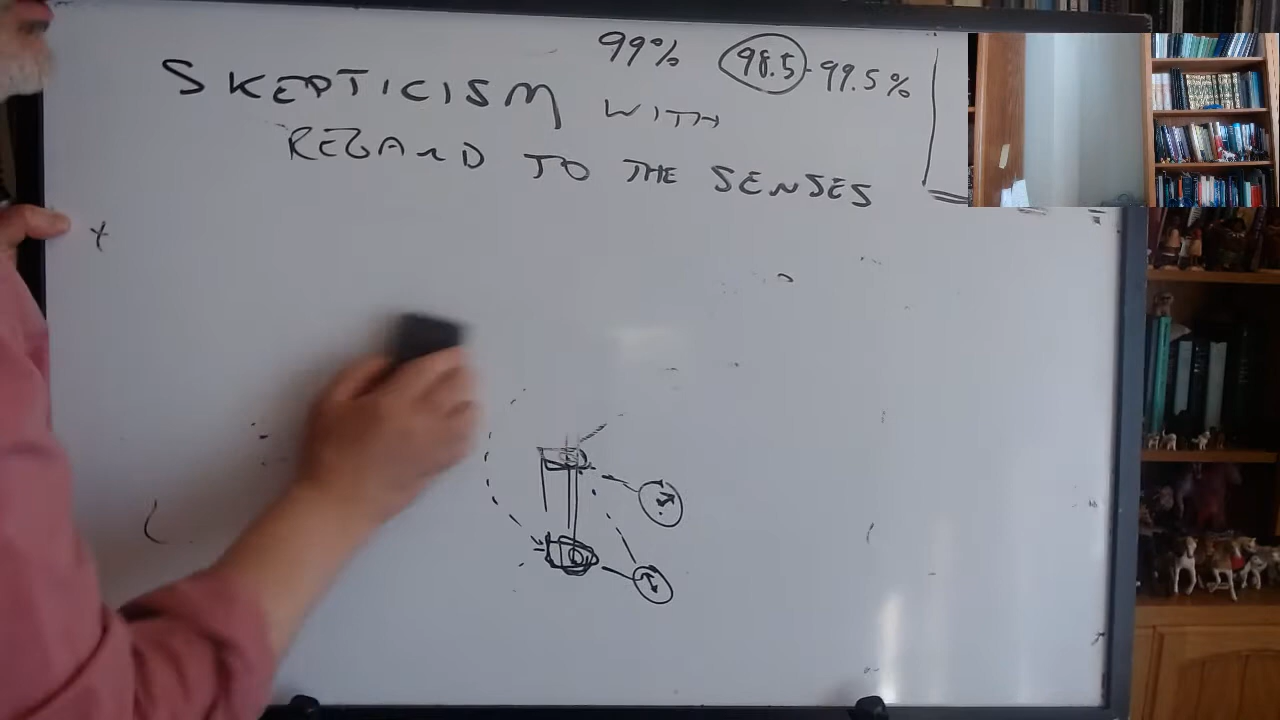 99% 98.5-99.5%
SKEPTICISM WITH
REGARD TO THE SENSES